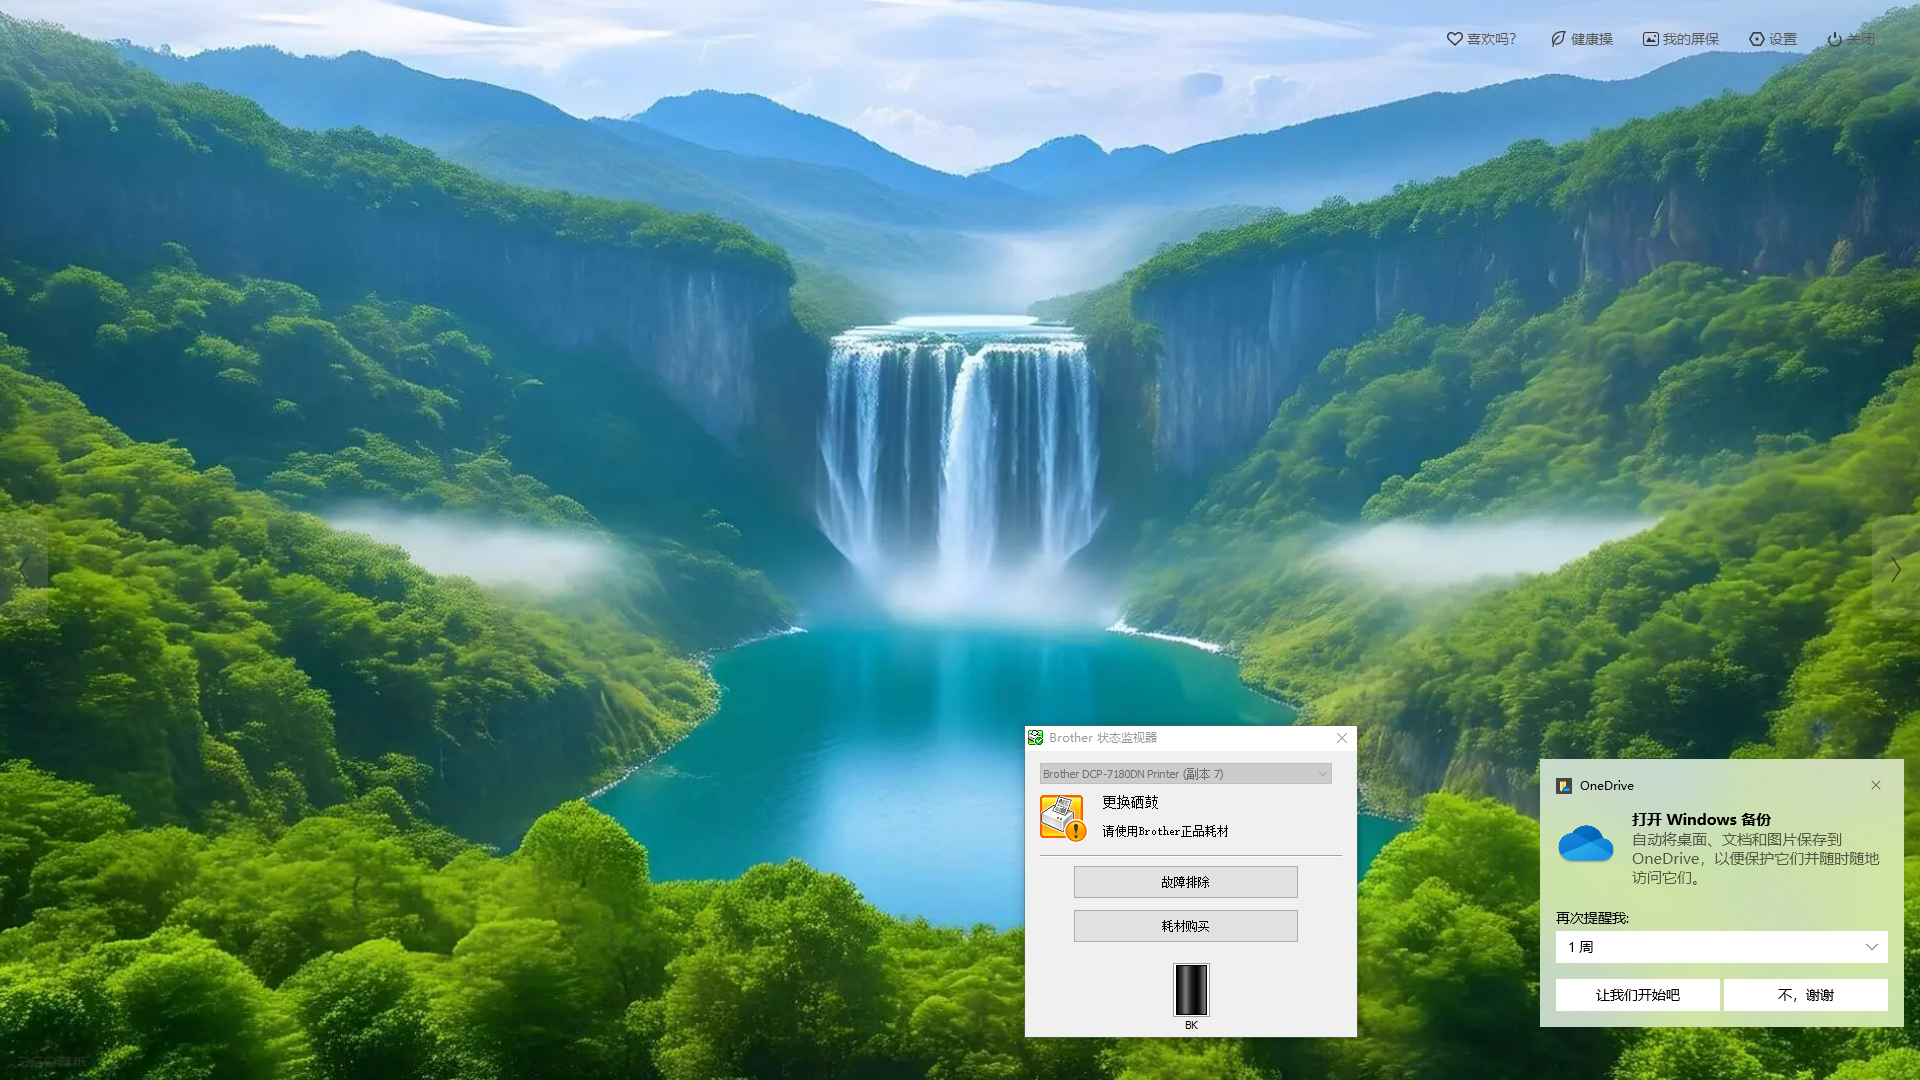 喜欢吗?
健康操
我的屏保
设置
关闭
Brother 状态监视器
Brother DCP-7180DN Printer (副本 7)
更换硒鼓
请使用Brother正品耗材
故障排除
耗材购买
BK
OneDrive
打开 Windows 备份
自动将桌面、文档和图片保存到
OneDrive，以便保护它们并随时随地
访问它们。
再次提醒我:
1 周
让我们开始吧
不，谢谢